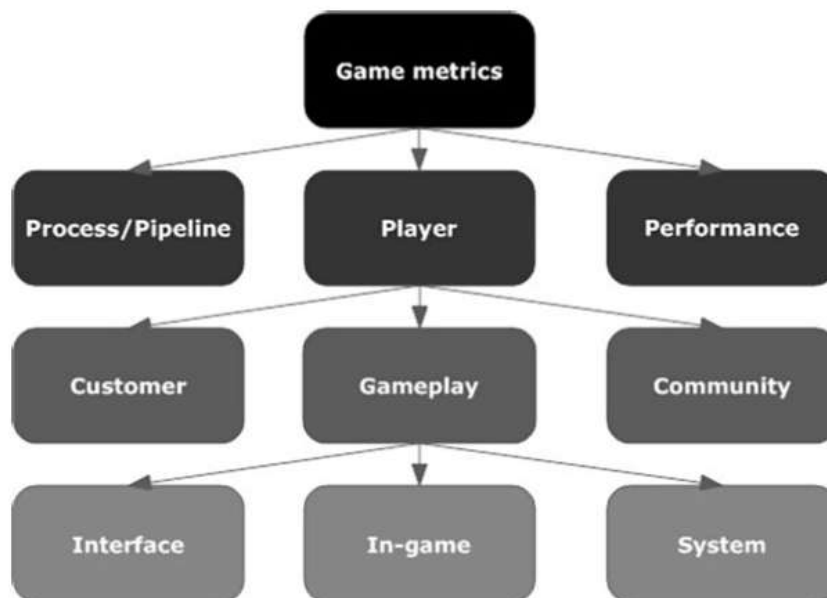 Game metrics
Process/Pipeline
Player
Performance
Customer
Gameplay
Community
Interface
In-game
System